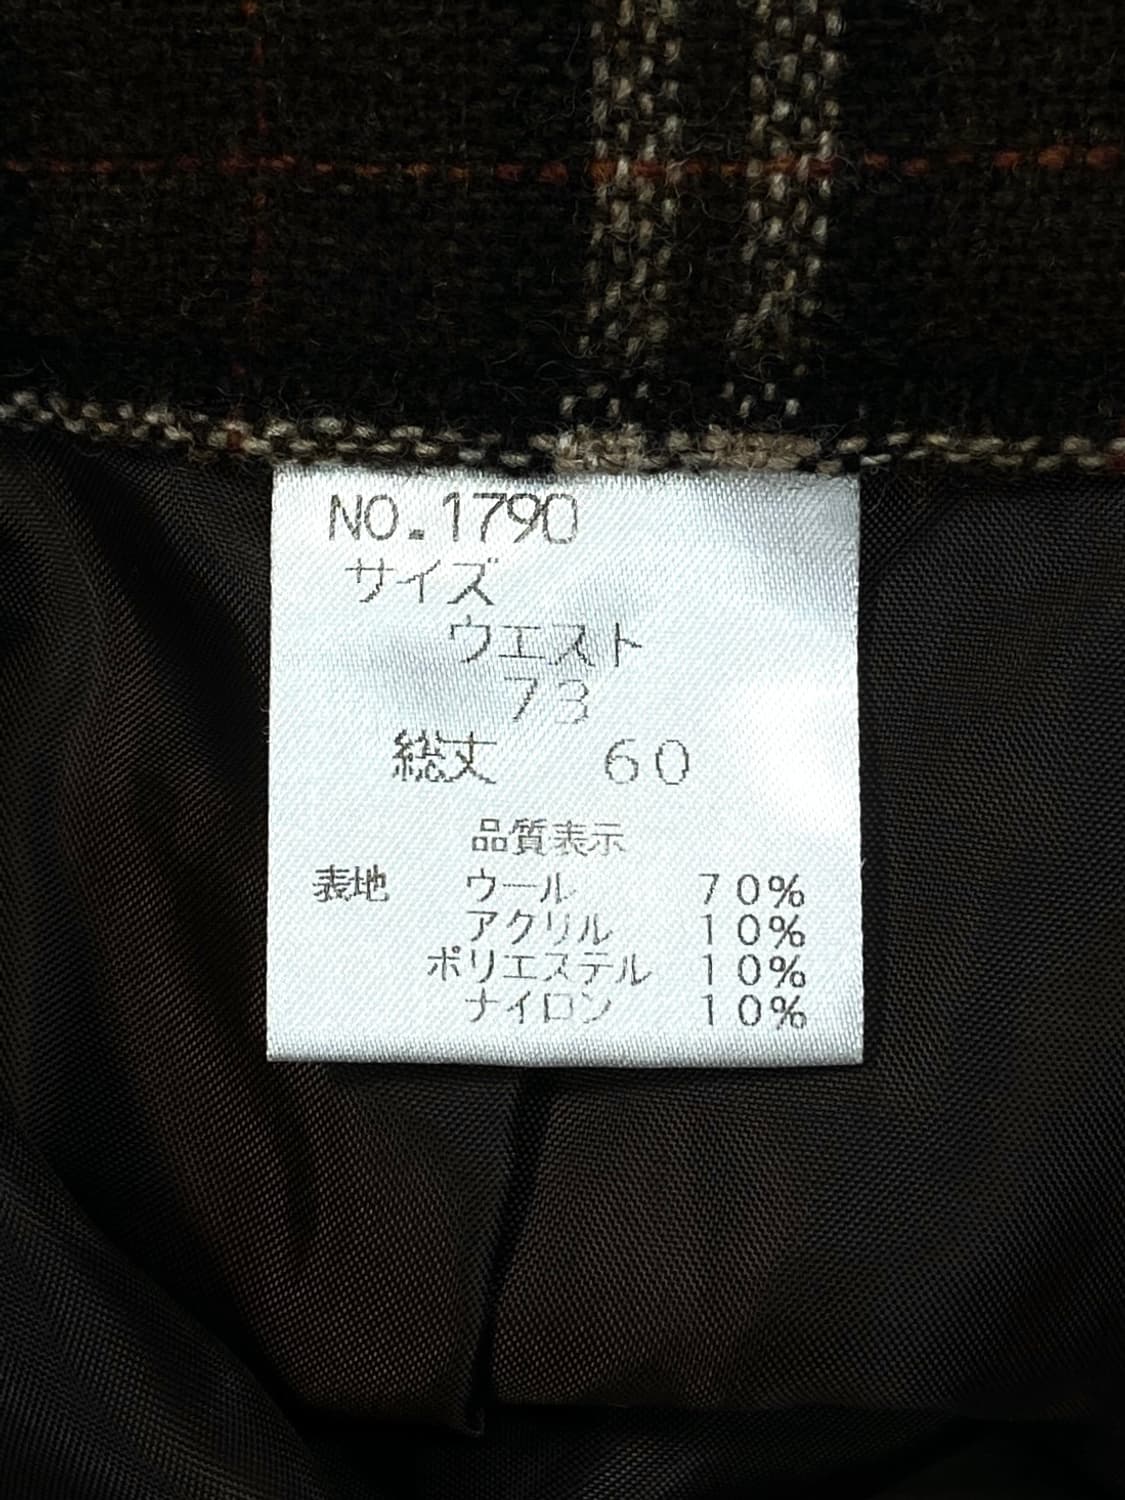 NO.1790
サイズ
ウエスト
73
総丈 60
品質表示
表地 ウール 70%
アクリル 10%
ポリエステル 10%
ナイロン 10%